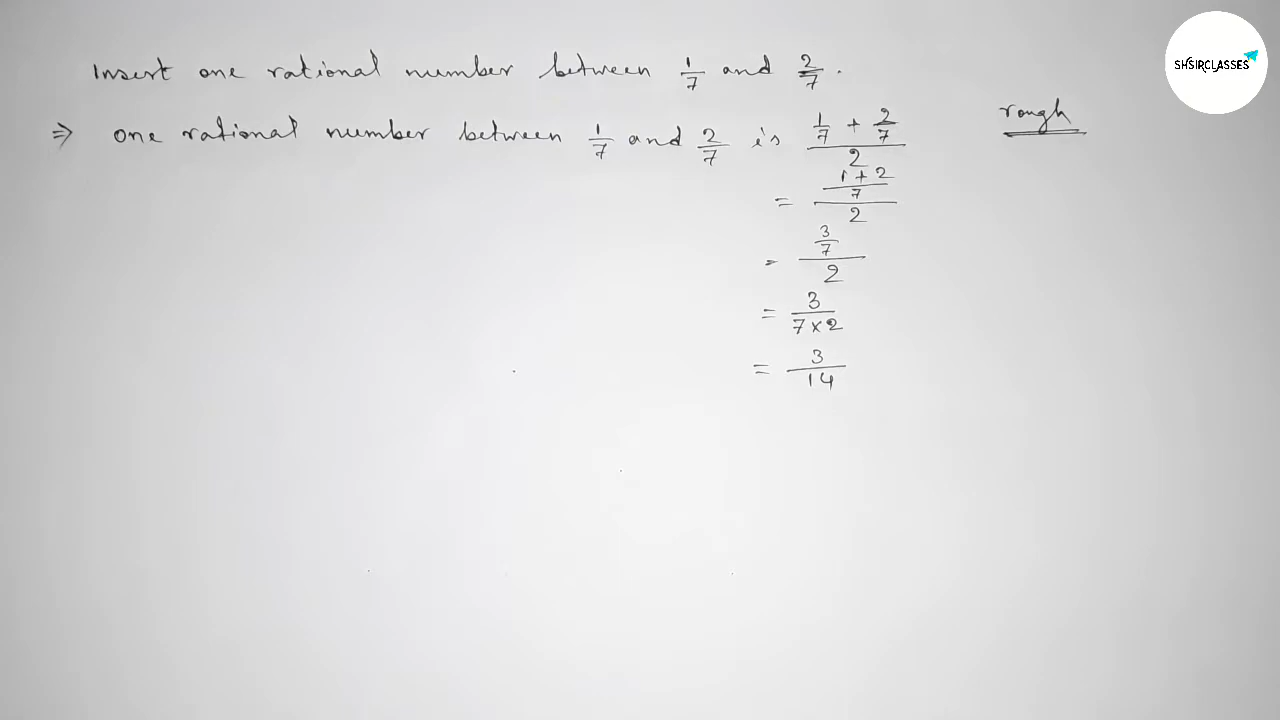 Insert one rational number between 1/7 and 2/7.
⇒ one rational number between 1/7 and 2/7 is (1/7 + 2/7)/2
= ((1+2)/7)/2
= (3/7)/2
= 3/(7×2)
= 3/14
rough
SHSIRCLASSES